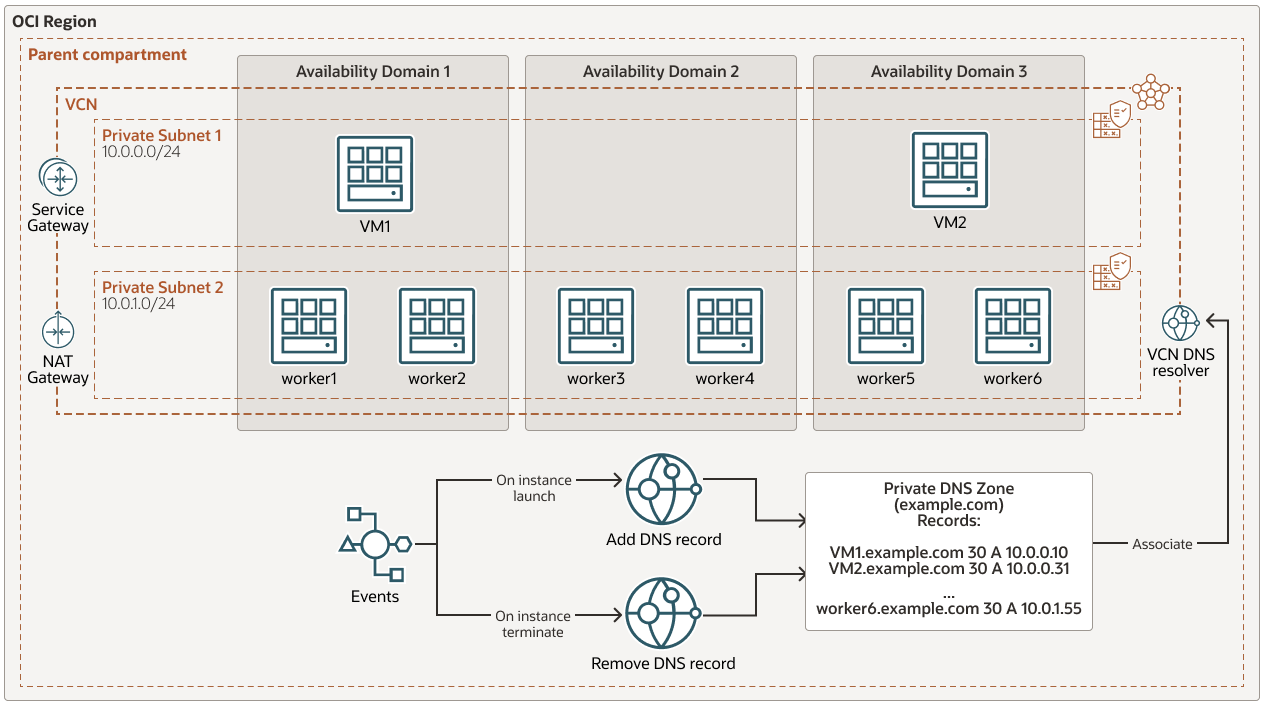 OCI Region
Parent compartment
Availability Domain 1
Availability Domain 2
Availability Domain 3
VCN
Private Subnet 1
10.0.0.0/24
VM1
VM2
Service
Gateway
Private Subnet 2
10.0.1.0/24
worker1
worker2
worker3
worker4
worker5
worker6
NAT
Gateway
VCN DNS
resolver
Events
On instance
launch
Add DNS record
On instance
terminate
Remove DNS record
Private DNS Zone
(example.com)
Records:
VM1.example.com 30 A 10.0.0.10
VM2.example.com 30 A 10.0.0.31
...
worker6.example.com 30 A 10.0.1.55
Associate